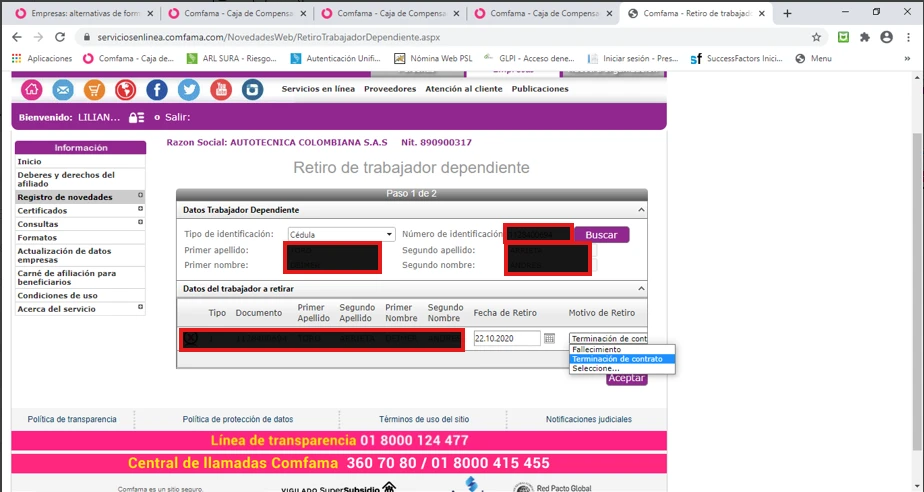 Empresas: alternativas de form
Comfama - Caja de Compensa
Comfama - Caja de Compensa
Comfama - Caja de Compensa
Comfama - Retiro de trabajador
serviciosenlinea.comfama.com/NovedadesWeb/RetiroTrabajadorDependiente.aspx
Aplicaciones
Comfama - Caja de...
ARL SURA - Riesgo...
Autenticación Unifi...
Nómina Web PSL
GLPI - Acceso dene...
Iniciar sesión - Pres...
SuccessFactors Inici...
Menu
Servicios en línea Proveedores Atención al cliente Publicaciones
Bienvenido: LILIAN... Salir:
Información
Inicio
Deberes y derechos del
afiliado
Registro de novedades
Certificados
Consultas
Formatos
Actualización de datos
empresas
Carné de afiliación para
beneficiarios
Condiciones de uso
Acerca del servicio
Razon Social: AUTOTECNICA COLOMBIANA S.A.S Nit. 890900317
Retiro de trabajador dependiente
Paso 1 de 2
Datos Trabajador Dependiente
Tipo de identificación: Cédula Número de identificación Buscar
Primer apellido: Segundo apellido:
Primer nombre: Segundo nombre:
Datos del trabajador a retirar
Tipo Documento Primer Apellido Segundo Apellido Primer Nombre Segundo Nombre Fecha de Retiro Motivo de Retiro
22.10.2020 Terminación de cont
Fallecimiento
Terminación de contrato
Seleccione...
Aceptar
Política de transparencia Política de protección de datos Términos de uso del sitio Notificaciones judiciales
Línea de transparencia 01 8000 124 477
Central de llamadas Comfama 360 70 80 / 01 8000 415 455
Comfama es un sitio seguro.
VIGILADO SuperSubsidio
Red Pacto Global